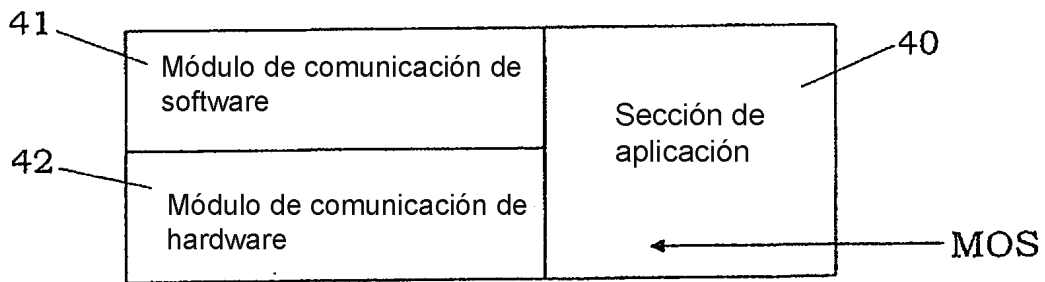 41
Módulo de comunicación de
software
40
Sección de
aplicación
42
Módulo de comunicación de
hardware
MOS